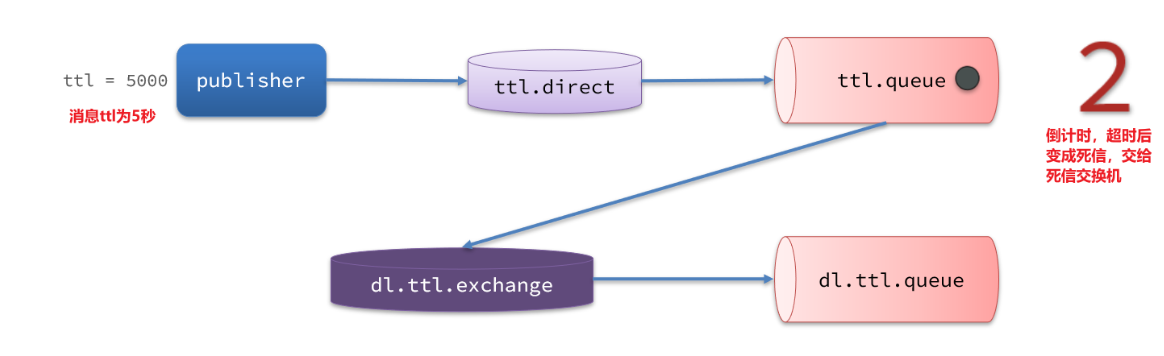 ttl = 5000
消息ttl为5秒
publisher
ttl.direct
ttl.queue
2
倒计时，超时后
变成死信，交给
死信交换机
dl.ttl.exchange
dl.ttl.queue